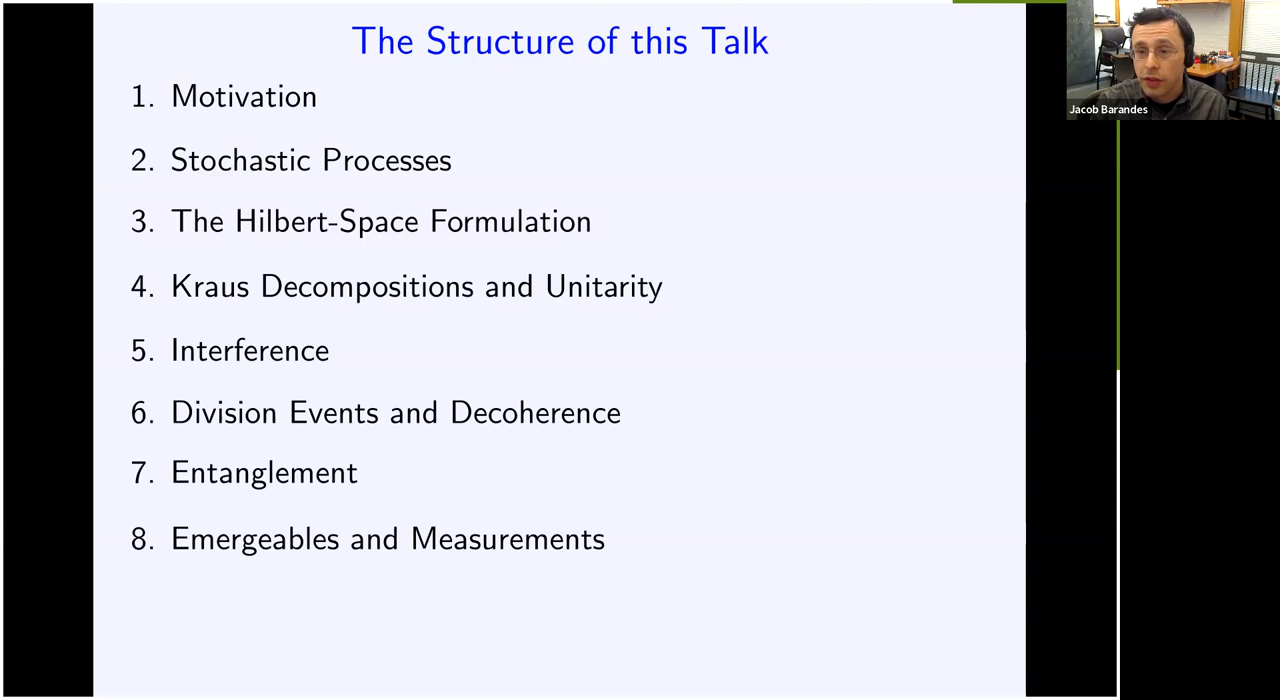 The Structure of this Talk
1. Motivation
2. Stochastic Processes
3. The Hilbert-Space Formulation
4. Kraus Decompositions and Unitarity
5. Interference
6. Division Events and Decoherence
7. Entanglement
8. Emergeables and Measurements
Jacob Barandes